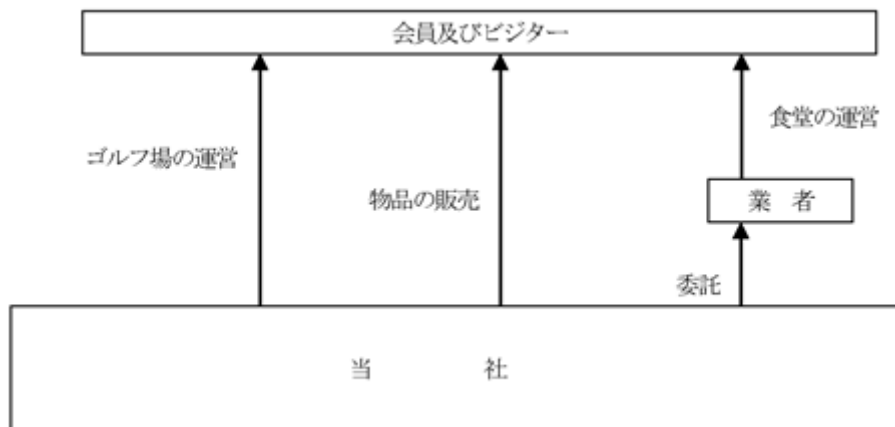 会員及びビジター
食堂の運営
ゴルフ場の運営
物品の販売
業 者
委託
当 社